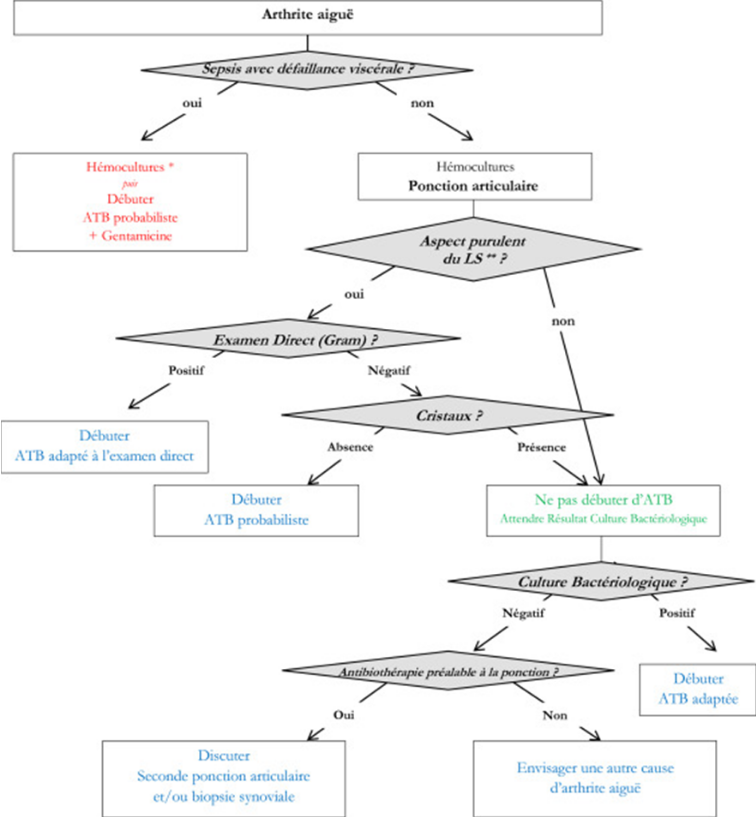 Arthrite aiguë
Sepsis avec défaillance viscérale ?
oui
non
Hémocultures *
puis
Débuter
ATB probabiliste
+ Gentamicine
Hémocultures
Ponction articulaire
Aspect purulent
du LS ** ?
oui
non
Examen Direct (Gram) ?
Positif
Négatif
Cristaux ?
Débuter
ATB adapté à l'examen direct
Absence
Présence
Débuter
ATB probabiliste
Ne pas débuter d'ATB
Attendre Résultat Culture Bactériologique
Culture Bactériologique ?
Négatif
Positif
Antibiothérapie préalable à la ponction ?
Débuter
ATB adaptée
Oui
Non
Discuter
Seconde ponction articulaire
et/ou biopsie synoviale
Envisager une autre cause
d'arthrite aiguë